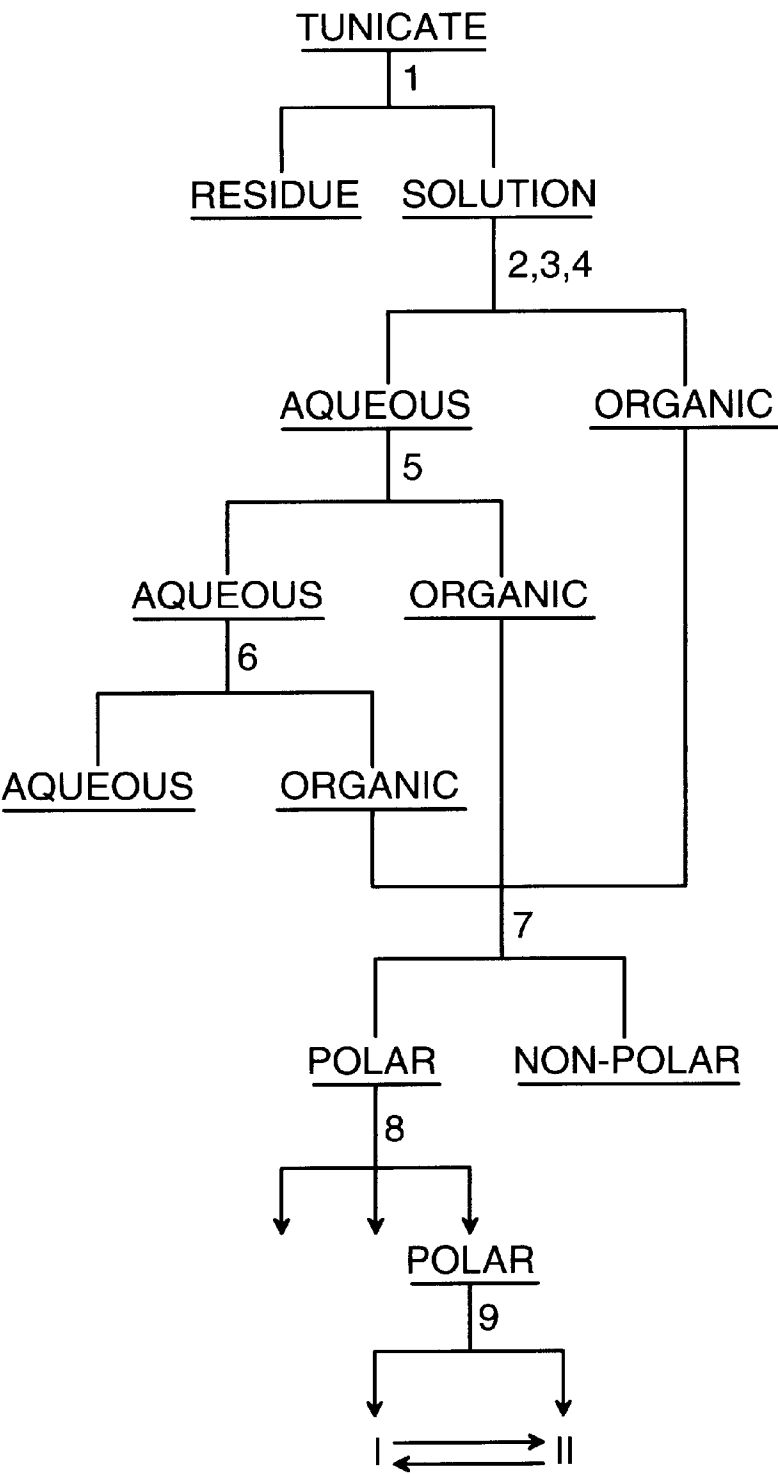 TUNICATE
1
RESIDUE SOLUTION
2,3,4
AQUEOUS ORGANIC
5
AQUEOUS ORGANIC
6
AQUEOUS ORGANIC
7
POLAR NON-POLAR
8
POLAR
9
I II